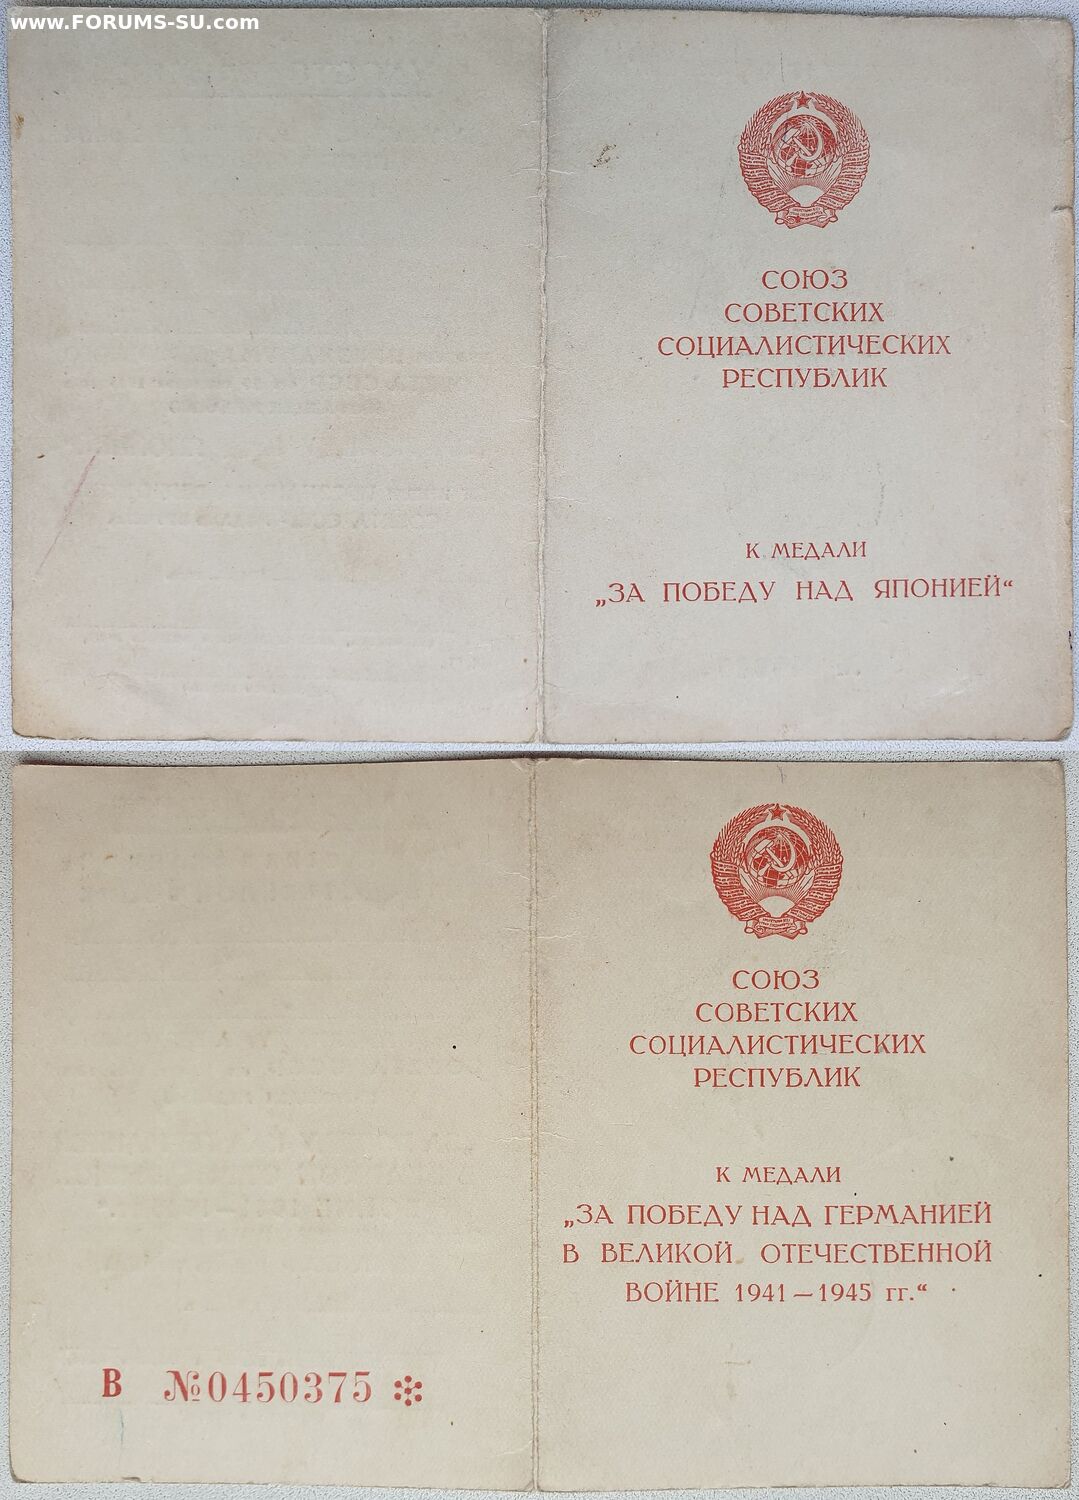 www.FORUMS-SU.com
СОЮЗ
СОВЕТСКИХ
СОЦИАЛИСТИЧЕСКИХ
РЕСПУБЛИК
К МЕДАЛИ
„ЗА ПОБЕДУ НАД ЯПОНИЕЙ“
СОЮЗ
СОВЕТСКИХ
СОЦИАЛИСТИЧЕСКИХ
РЕСПУБЛИК
К МЕДАЛИ
„ЗА ПОБЕДУ НАД ГЕРМАНИЕЙ
В ВЕЛИКОЙ ОТЕЧЕСТВЕННОЙ
ВОЙНЕ 1941—1945 гг.“
В №0450375